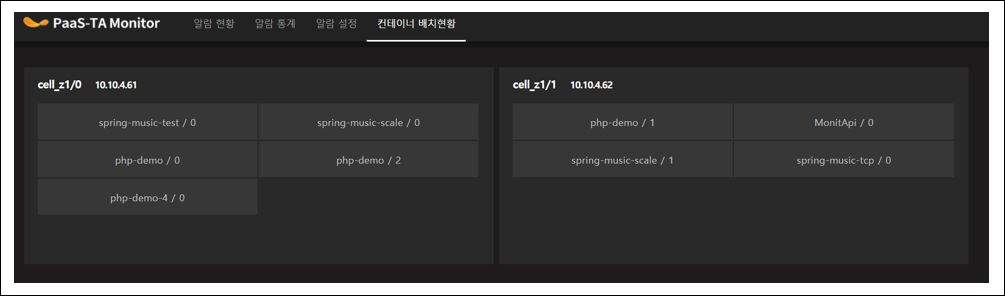 PaaS-TA Monitor 알람 현황 알람 통계 알람 설정 컨테이너 배치현황
cell_z1/0 10.10.4.61
spring-music-test / 0 spring-music-scale / 0
php-demo / 0 php-demo / 2
php-demo-4 / 0
cell_z1/1 10.10.4.62
php-demo / 1 MonitApi / 0
spring-music-scale / 1 spring-music-tcp / 0